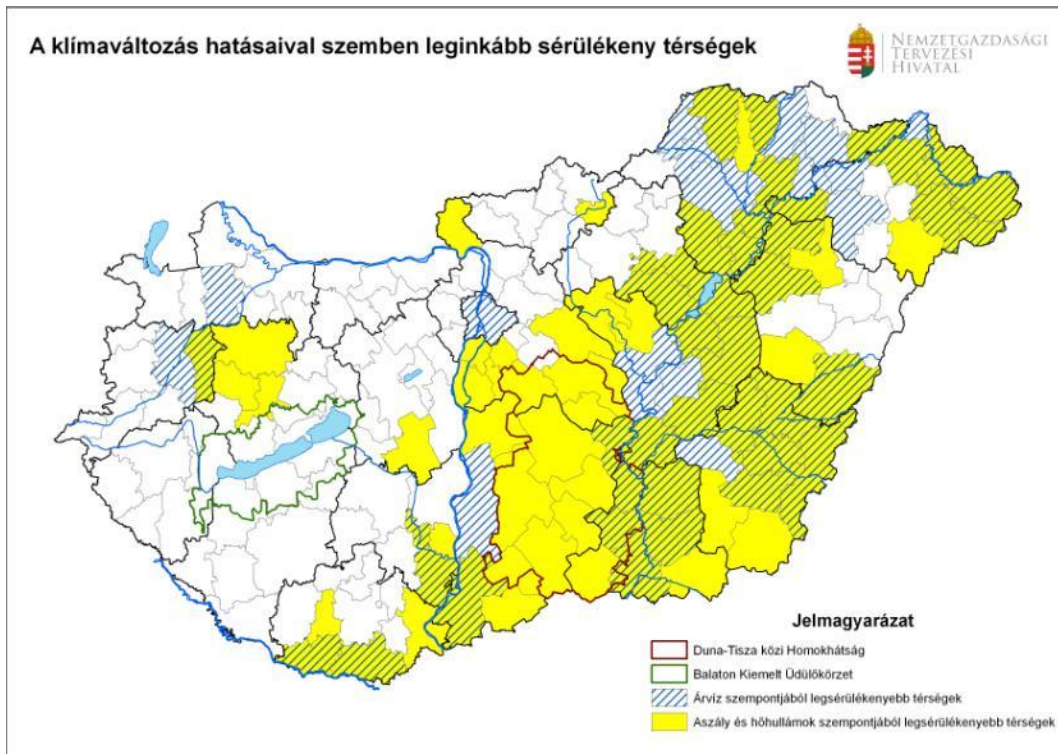 A klímaváltozás hatásaival szemben leginkább sérülékeny térségek
NEMZETGAZDASÁGI
TERVEZÉSI
HIVATAL
Jelmagyarázat
Duna-Tisza közi Homokhátság
Balaton Kiemelt Üdülőkörzet
Árvíz szempontjából legsérülékenyebb térségek
Aszály és hőhullámok szempontjából legsérülékenyebb térségek